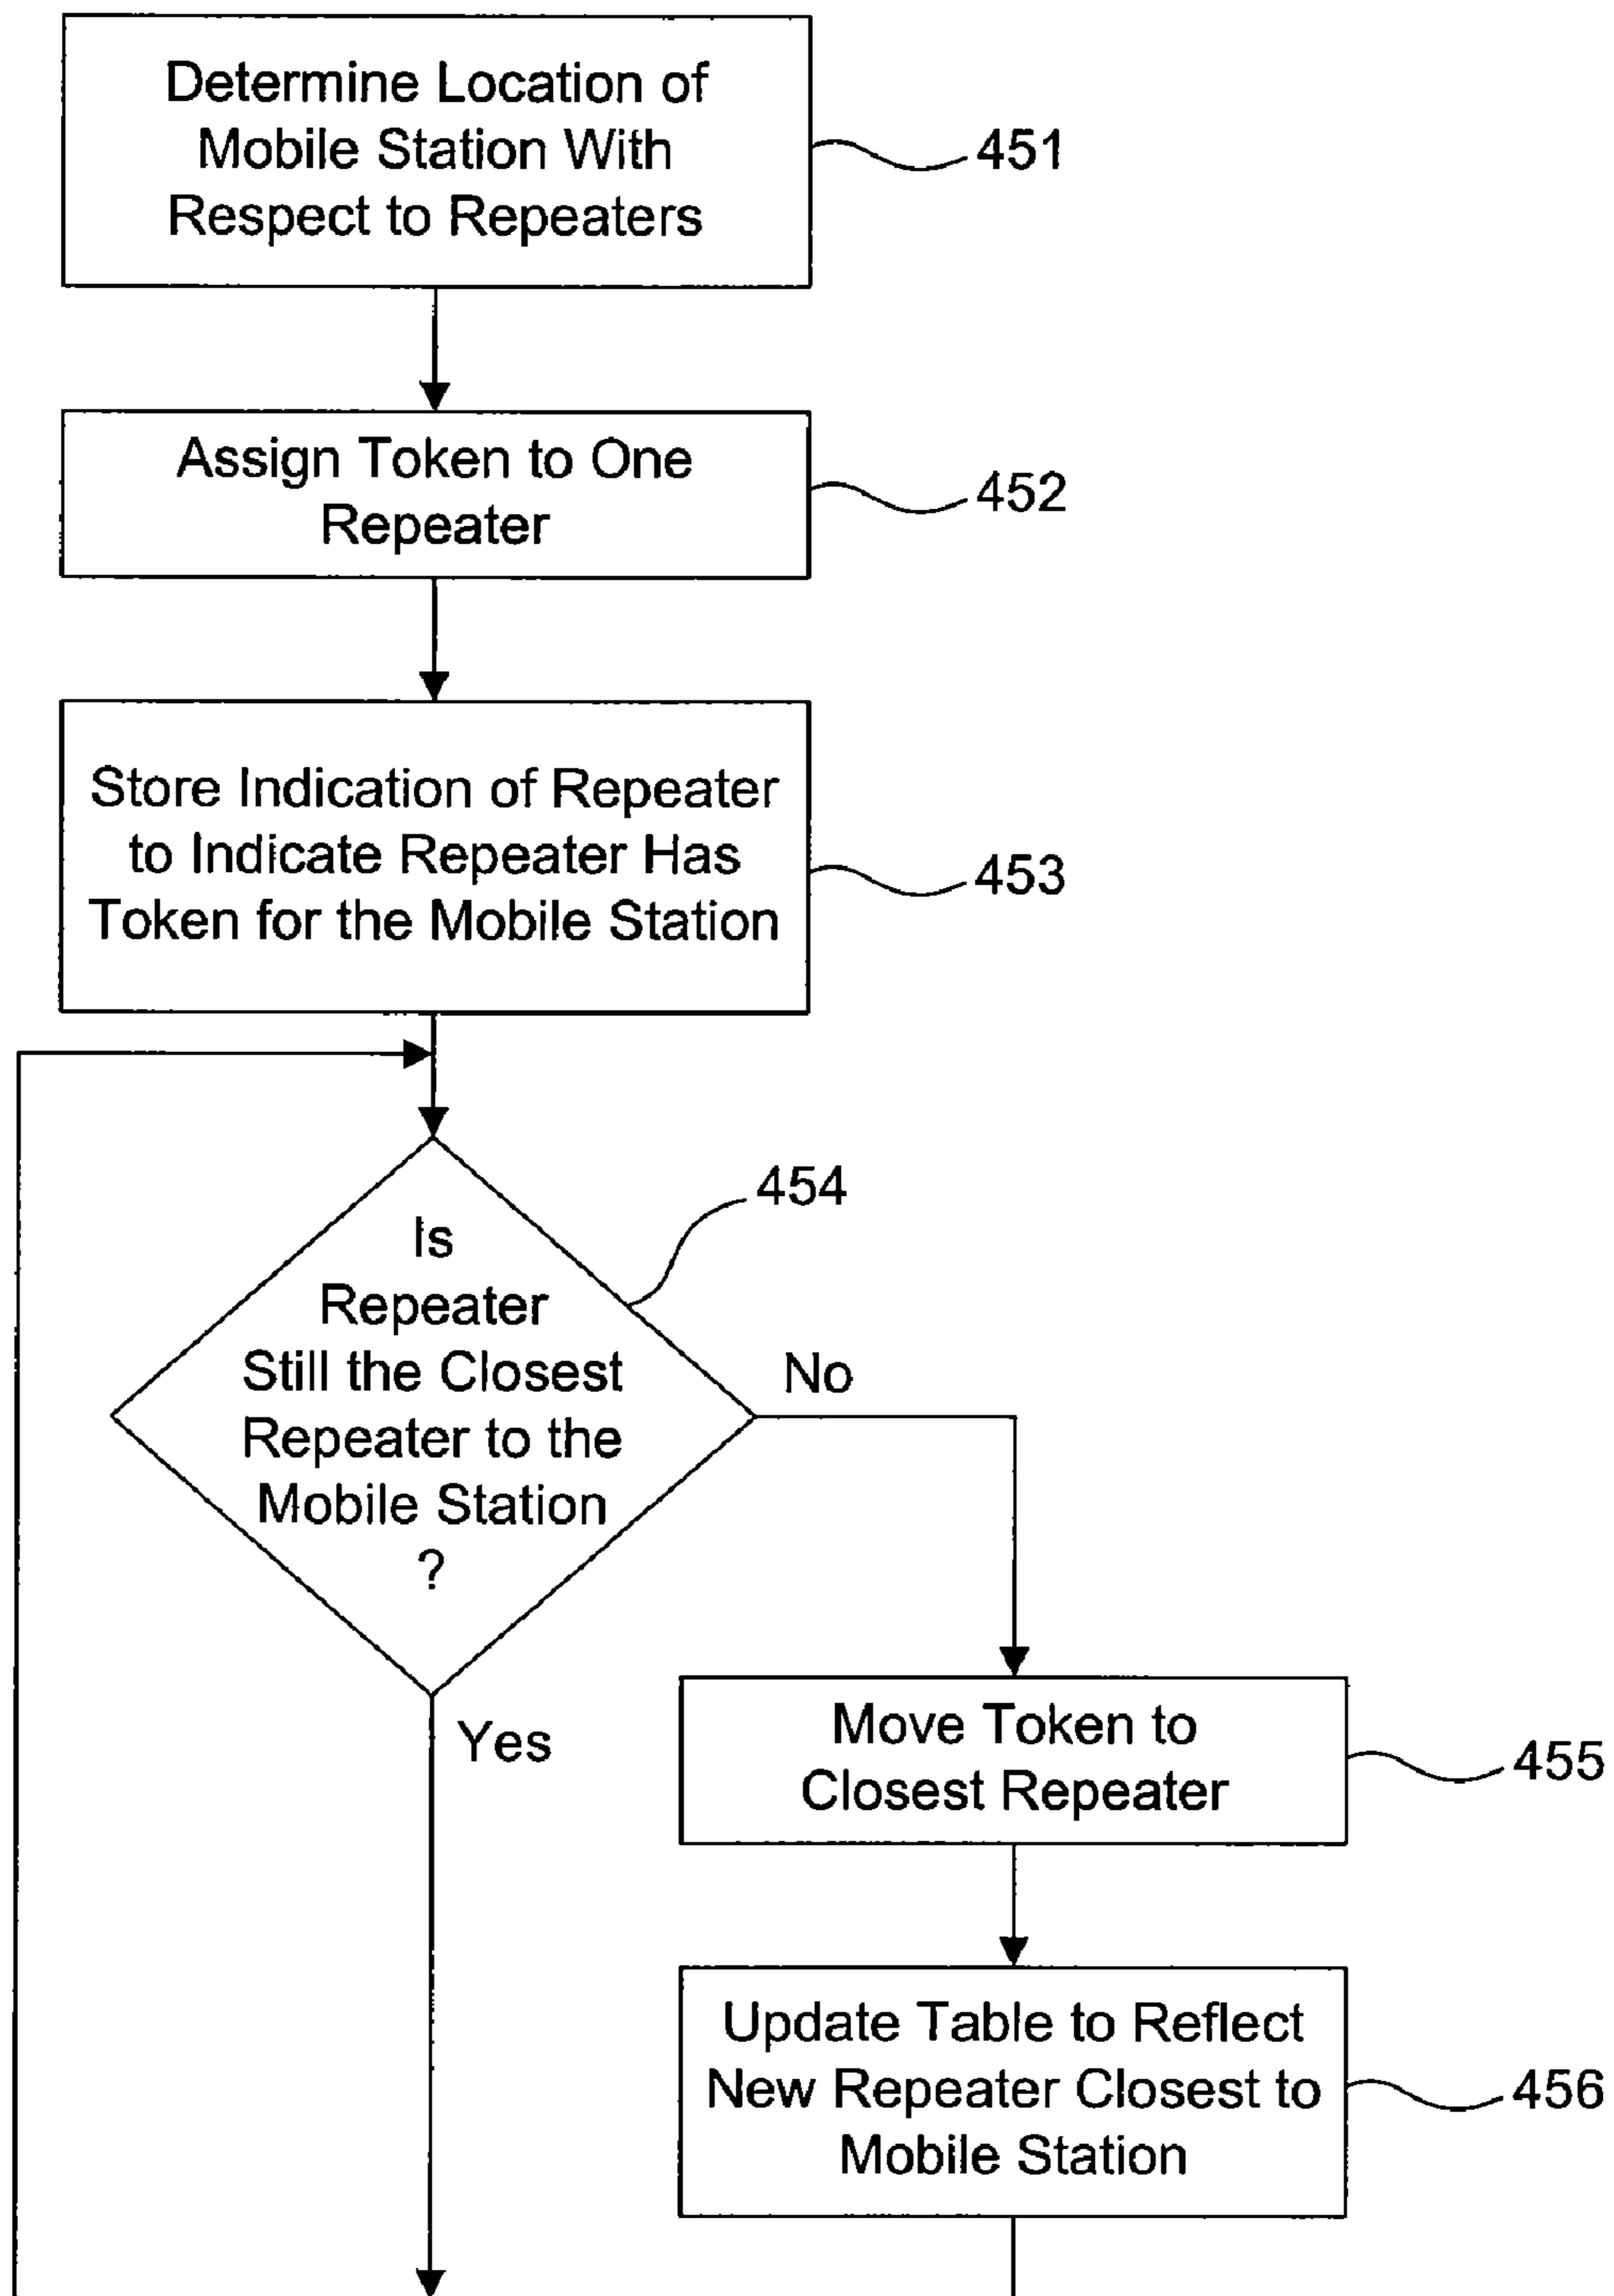 Determine Location of
Mobile Station With
Respect to Repeaters
451
Assign Token to One
Repeater
452
Store Indication of Repeater
to Indicate Repeater Has
Token for the Mobile Station
453
454
Is
Repeater
Still the Closest
Repeater to the
Mobile Station
?
No
Yes
Move Token to
Closest Repeater
455
Update Table to Reflect
New Repeater Closest to
Mobile Station
456